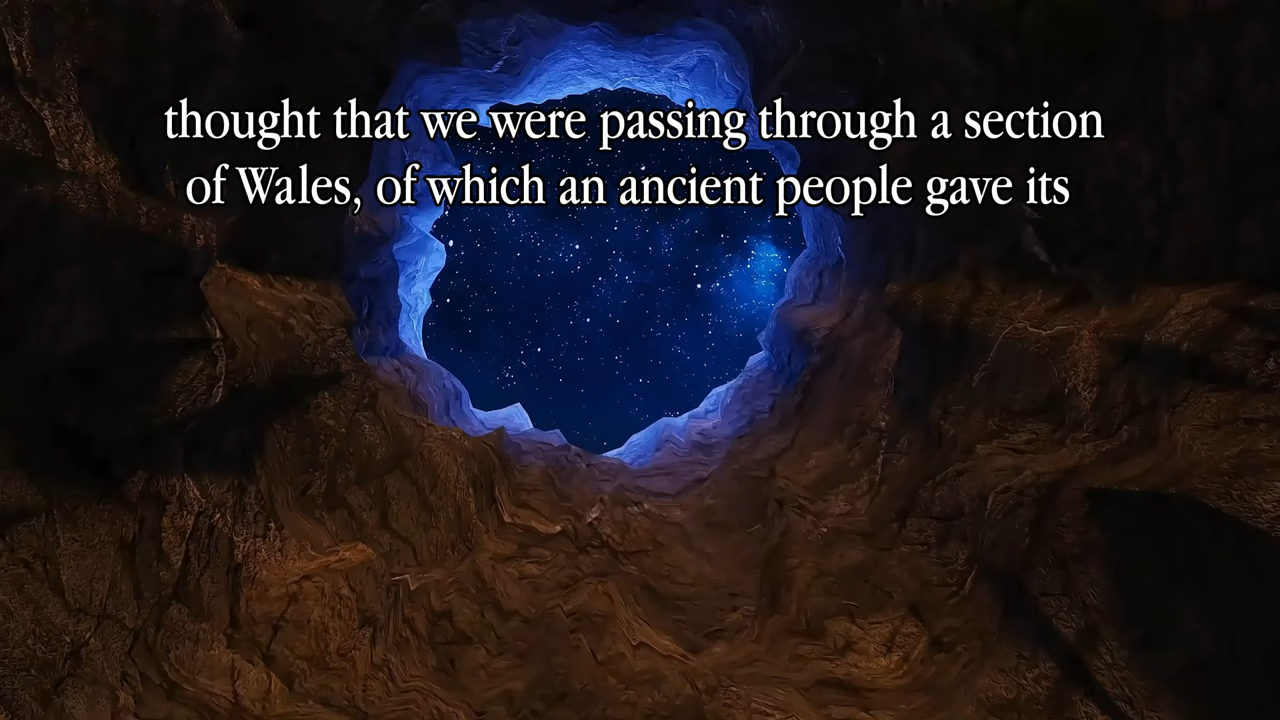 thought that we were passing through a section
of Wales, of which an ancient people gave its